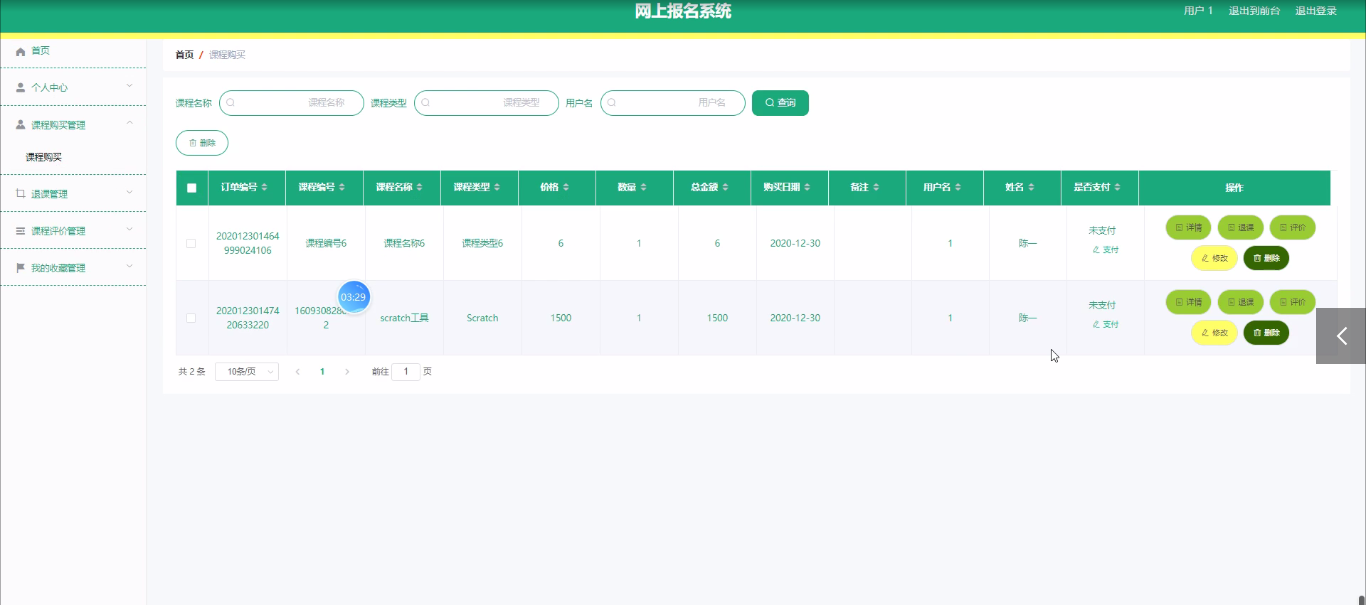 网上报名系统
用户 1 退出到前台 退出登录
首页
个人中心
课程购买管理
课程购买
退课管理
课程评价管理
我的收藏管理
首页 / 课程购买
课程名称 课程名称 课程类型 课程类型 用户名 用户名 查询
删除
订单编号 课程编号 课程名称 课程类型 价格 数量 总金额 购买日期 备注 用户名 姓名 是否支付 操作
202012301464
999024106
课程编号6 课程名称6 课程类型6 6 1 6 2020-12-30 1 陈一
未支付
支付
详情 退课 评价
修改 删除
202012301474
20633220
160930828
2
03:29
scratch工具 Scratch 1500 1 1500 2020-12-30 1 陈一
未支付
支付
详情 退课 评价
修改 删除
共 2 条 10条/页 1 前往 1 页